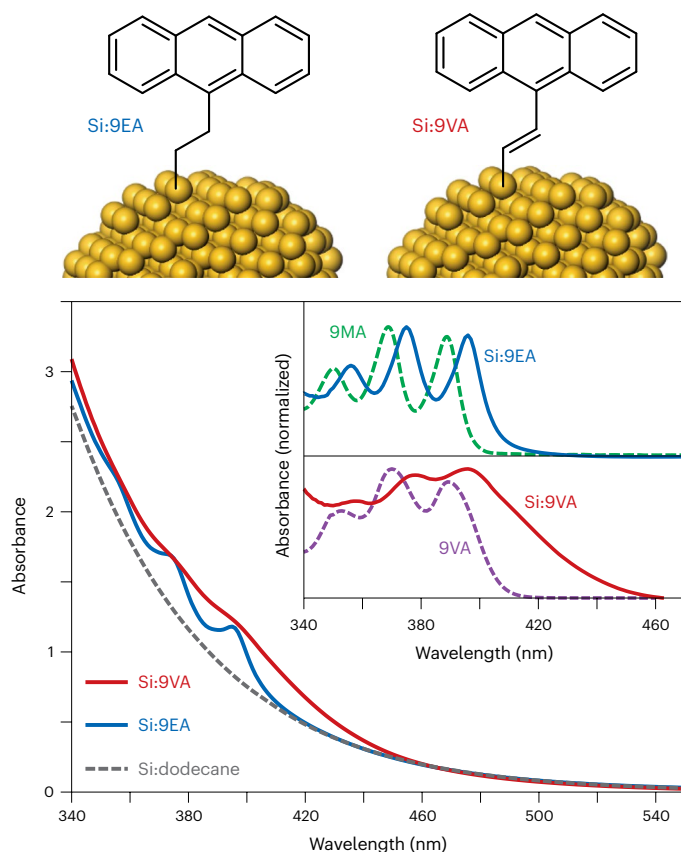 Si:9EA
Si:9VA
3
2
1
0
Absorbance
340
380
420
460
500
540
Wavelength (nm)
Si:9VA
Si:9EA
Si:dodecane
9MA
Si:9EA
Si:9VA
9VA
Absorbance (normalized)
340
380
420
460
Wavelength (nm)